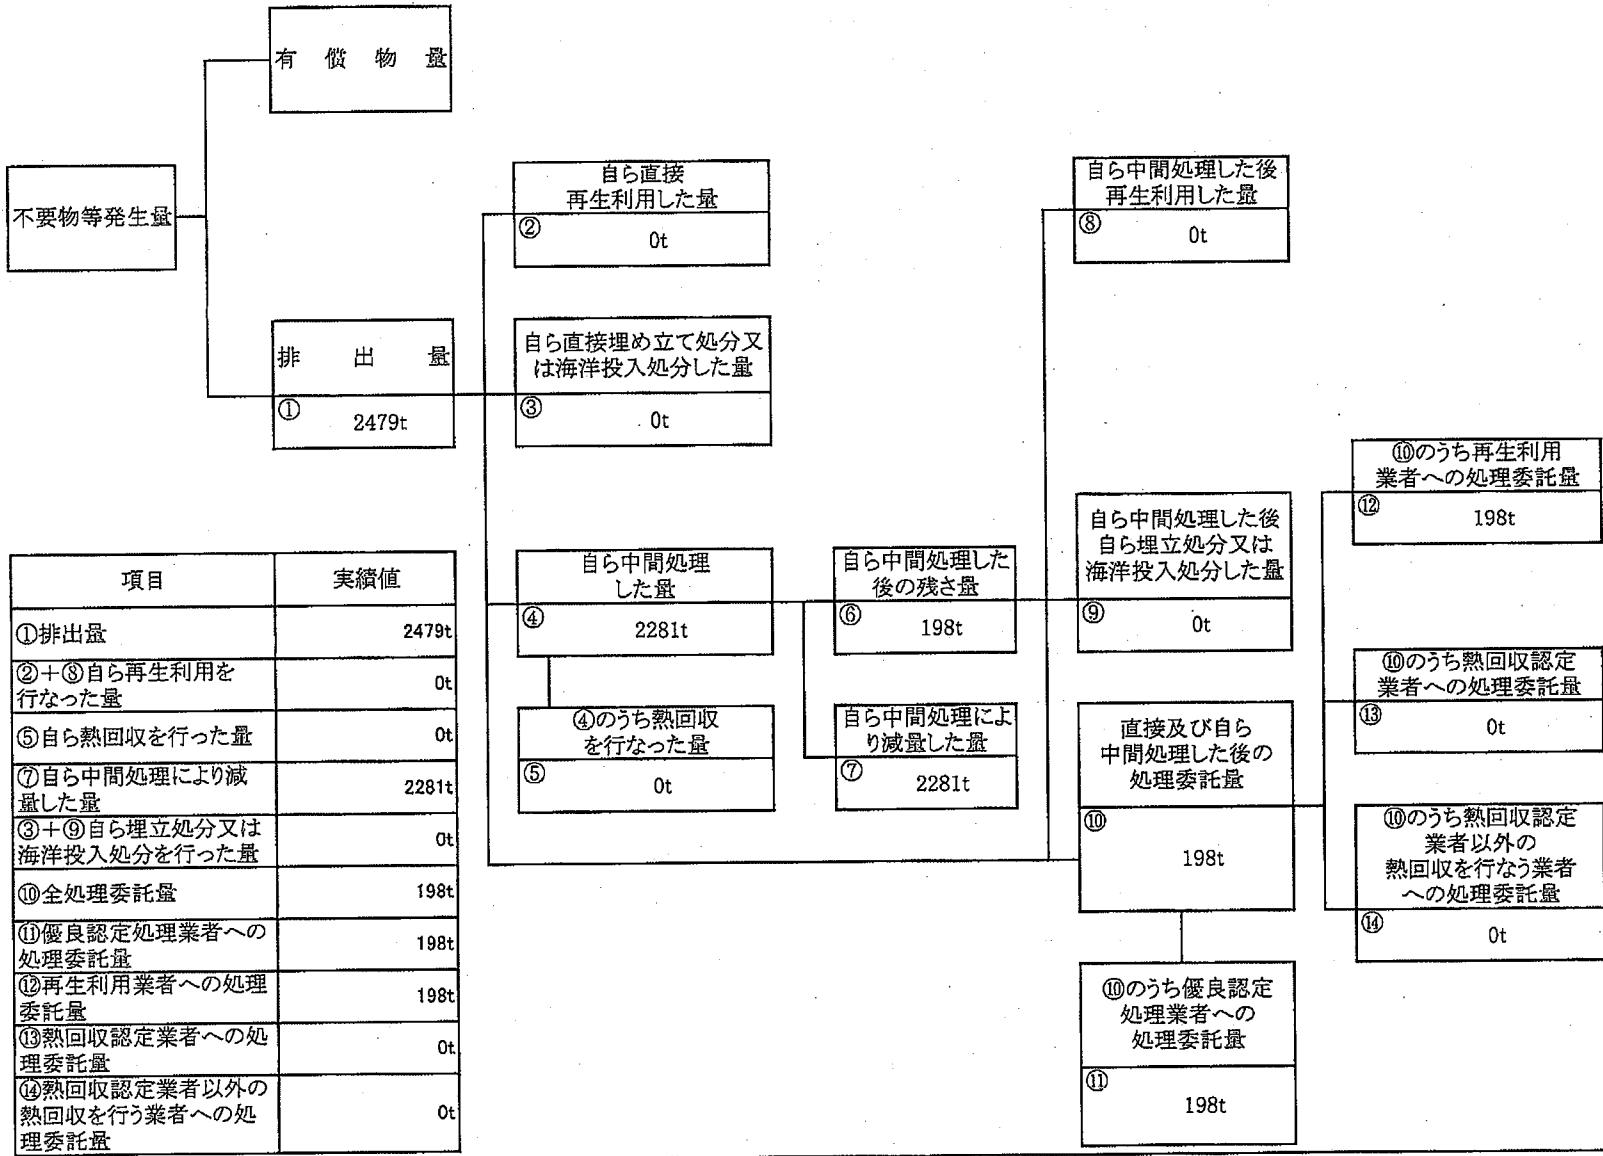 有償物量
不要物等発生量
排出量
①
2479t
自ら直接
再生利用した量
②
0t
自ら直接埋め立て処分又
は海洋投入処分した量
③
0t
自ら中間処理
した量
④
2281t
④のうち熱回収
を行なった量
⑤
0t
自ら中間処理した
後の残さ量
⑥
198t
自ら中間処理によ
り減量した量
⑦
2281t
自ら中間処理した後
再生利用した量
⑧
0t
自ら中間処理した後
自ら埋立処分又は
海洋投入処分した量
⑨
0t
直接及び自ら
中間処理した後の
処理委託量
⑩
198t
⑩のうち優良認定
処理業者への
処理委託量
⑪
198t
⑩のうち再生利用
業者への処理委託量
⑫
198t
⑩のうち熱回収認定
業者への処理委託量
⑬
0t
⑩のうち熱回収認定
業者以外の
熱回収を行なう業者
への処理委託量
⑭
0t
項目 実績値
①排出量 2479t
②+⑧自ら再生利用を
行なった量 0t
⑤自ら熱回収を行った量 0t
⑦自ら中間処理により減
量した量 2281t
③+⑨自ら埋立処分又は
海洋投入処分を行った量 0t
⑩全処理委託量 198t
⑪優良認定処理業者への
処理委託量 198t
⑫再生利用業者への処理
委託量 198t
⑬熱回収認定業者への処
理委託量 0t
⑭熱回収認定業者以外の
熱回収を行う業者への処
理委託量 0t